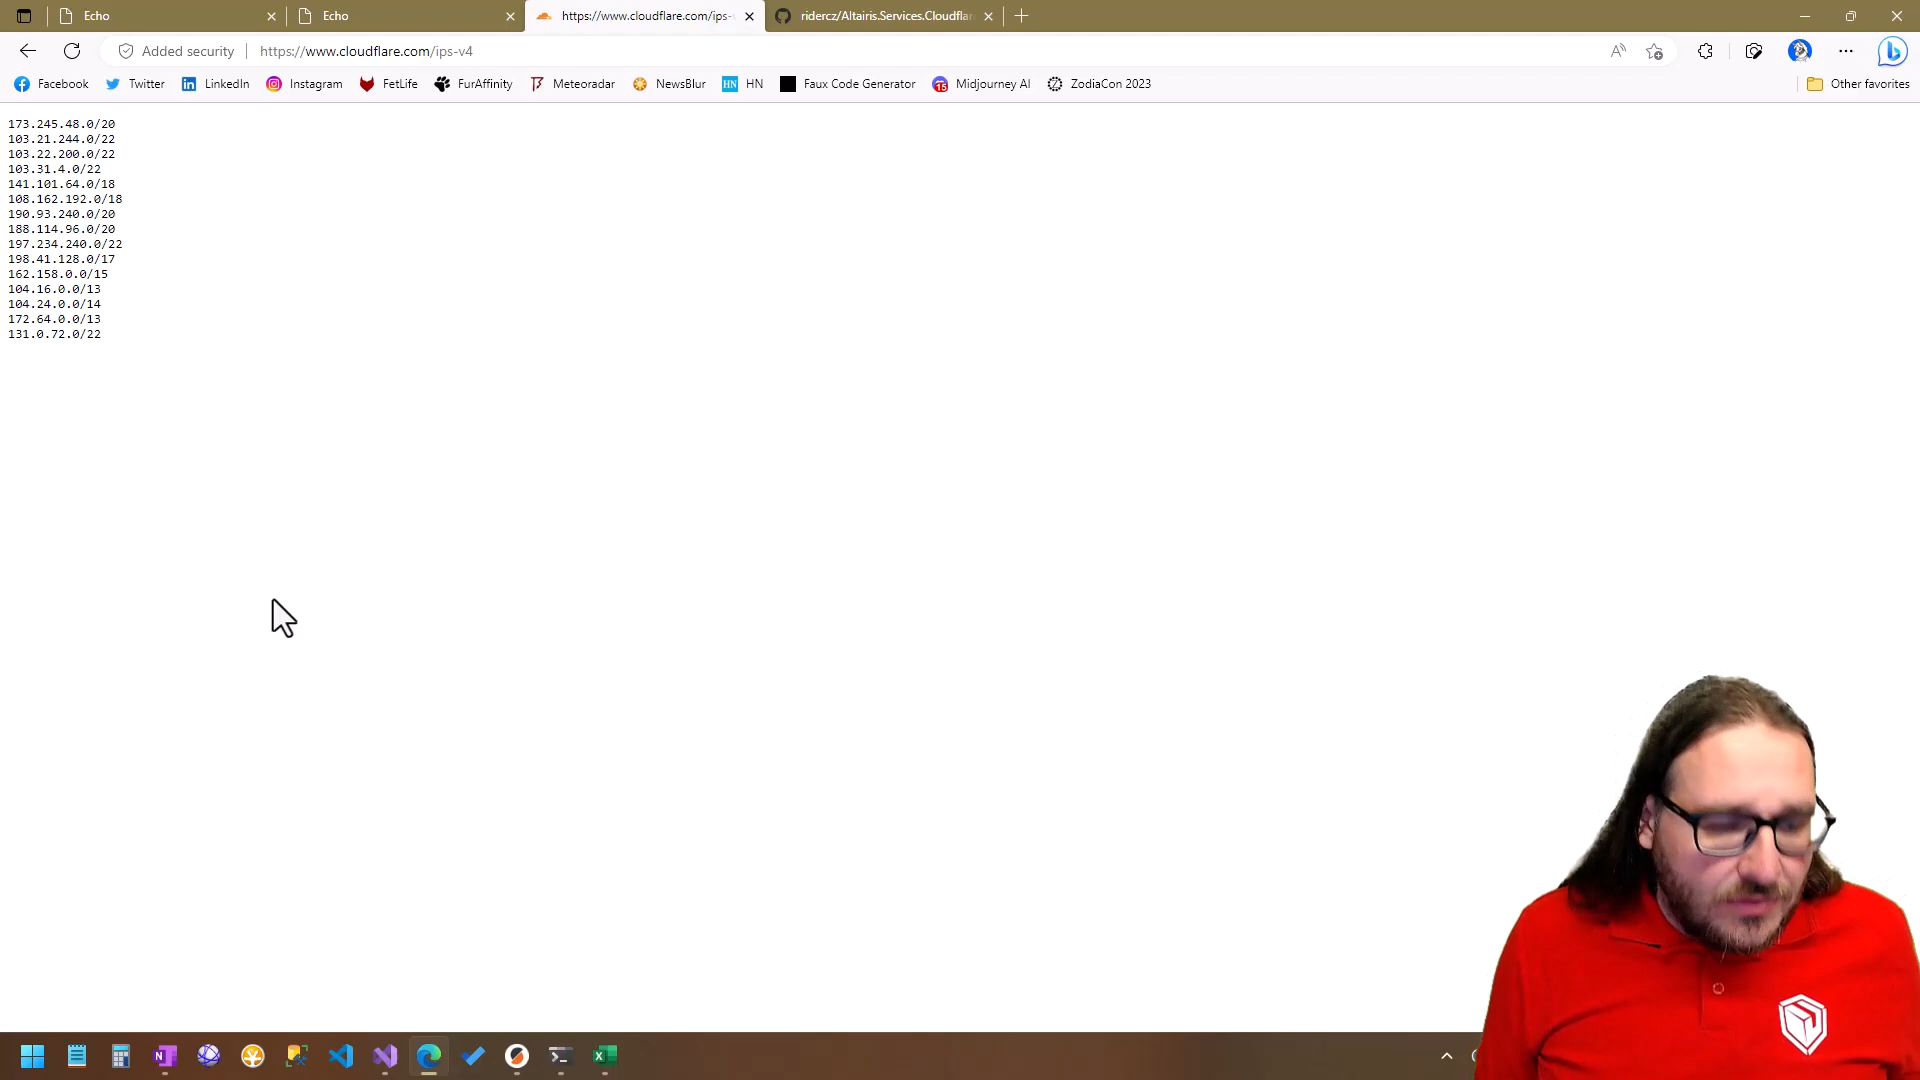 Echo
Echo
https://www.cloudflare.com/ips-
ridercz/Altairis.Services.Cloudflar
Added security
https://www.cloudflare.com/ips-v4
Facebook
Twitter
LinkedIn
Instagram
FetLife
FurAffinity
Meteoradar
NewsBlur
HN HN
Faux Code Generator
15 Midjourney AI
ZodiaCon 2023
Other favorites
173.245.48.0/20
103.21.244.0/22
103.22.200.0/22
103.31.4.0/22
141.101.64.0/18
108.162.192.0/18
190.93.240.0/20
188.114.96.0/20
197.234.240.0/22
198.41.128.0/17
162.158.0.0/15
104.16.0.0/13
104.24.0.0/14
172.64.0.0/13
131.0.72.0/22